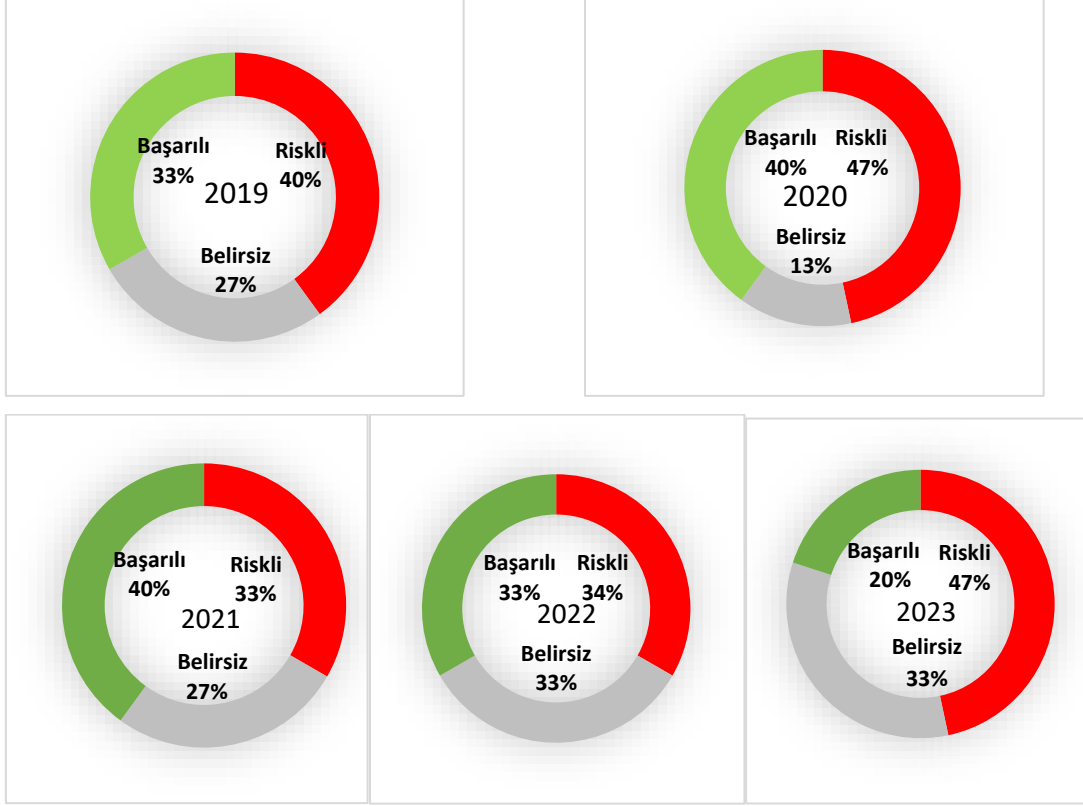 Başarılı
33%
Riskli
40%
2019
Belirsiz
27%
Başarılı
40%
Riskli
47%
2020
Belirsiz
13%
Başarılı
40%
Riskli
33%
2021
Belirsiz
27%
Başarılı
33%
Riskli
34%
2022
Belirsiz
33%
Başarılı
20%
Riskli
47%
2023
Belirsiz
33%